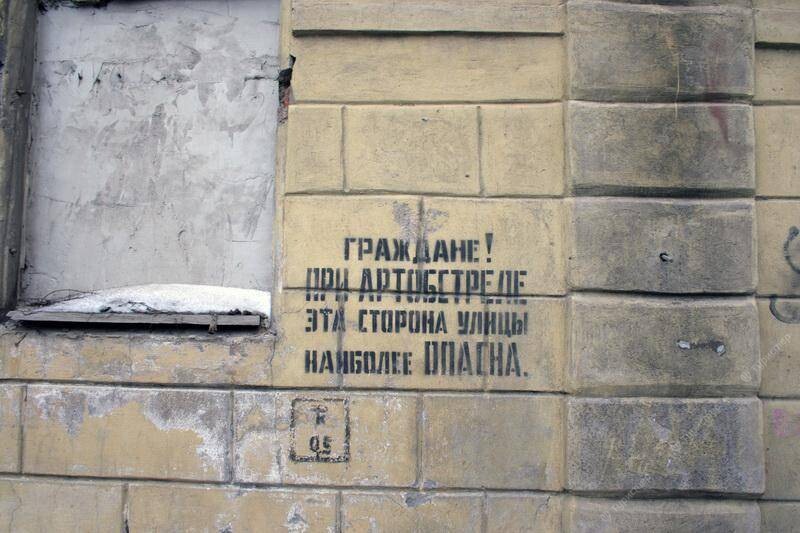 ГРАЖДАНЕ!
ПРИ АРТОБСТРЕЛЕ
ЭТА СТОРОНА УЛИЦЫ
НАИБОЛЕЕ ОПАСНА.
К